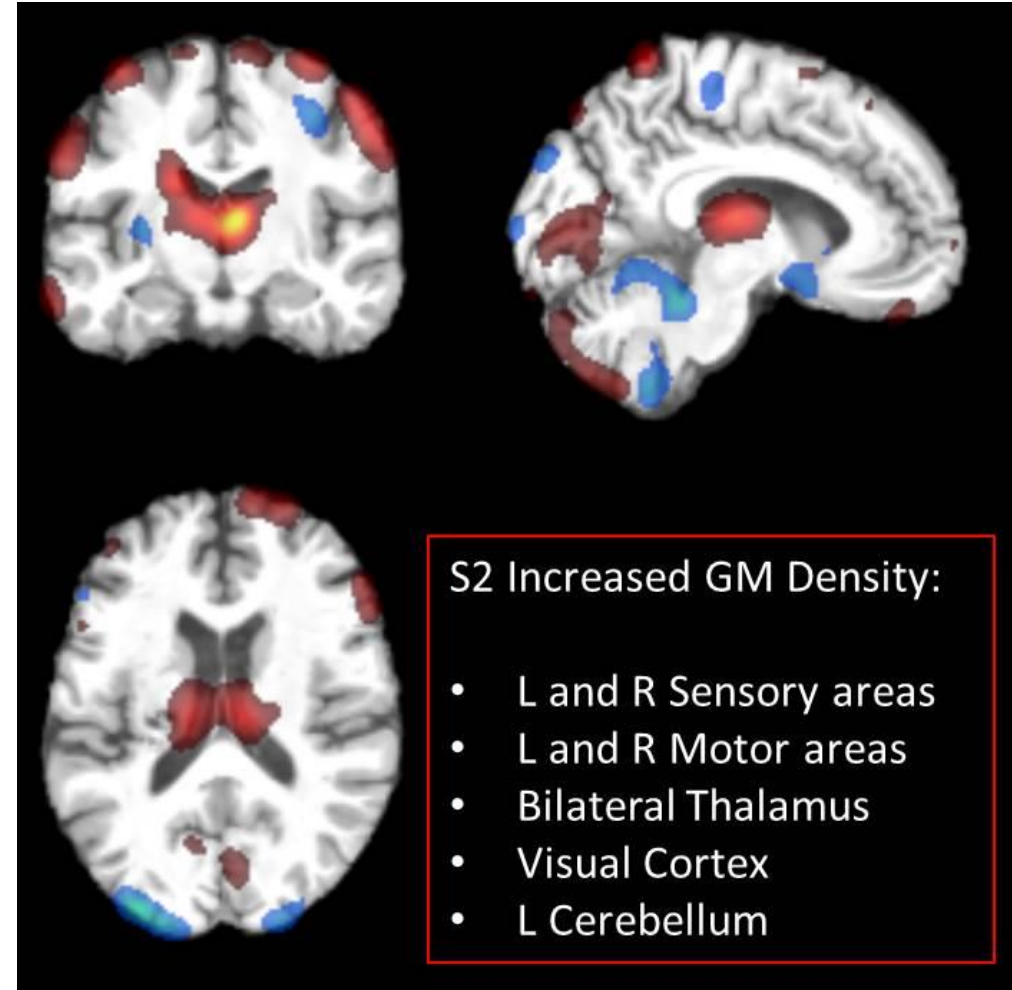 S2 Increased GM Density:
• L and R Sensory areas
• L and R Motor areas
• Bilateral Thalamus
• Visual Cortex
• L Cerebellum